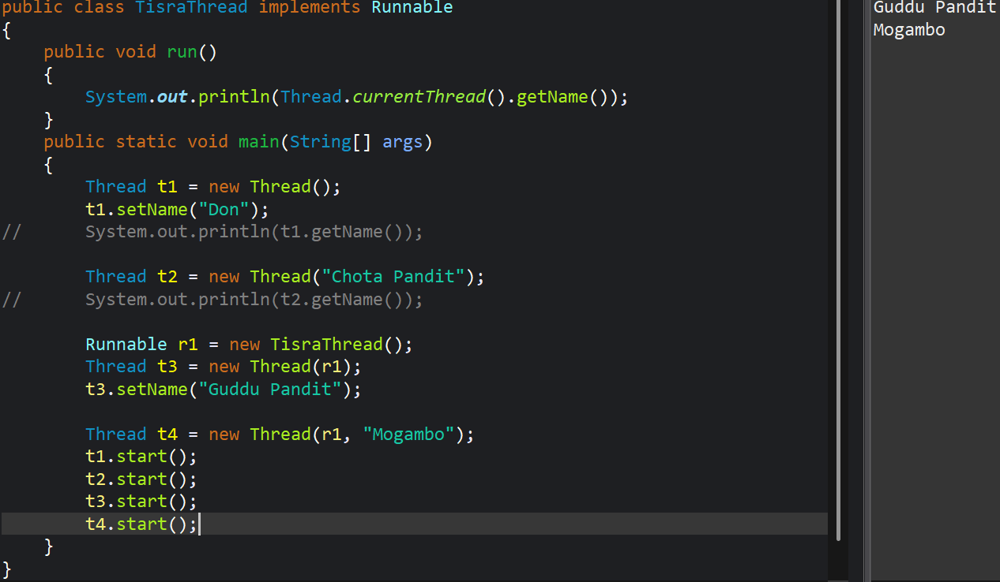 public class TisraThread implements Runnable
{
    public void run()
    {
        System.out.println(Thread.currentThread().getName());
    }
    public static void main(String[] args)
    {
        Thread t1 = new Thread();
        t1.setName("Don");
//      System.out.println(t1.getName());

        Thread t2 = new Thread("Chota Pandit");
//      System.out.println(t2.getName());

        Runnable r1 = new TisraThread();
        Thread t3 = new Thread(r1);
        t3.setName("Guddu Pandit");

        Thread t4 = new Thread(r1, "Mogambo");
        t1.start();
        t2.start();
        t3.start();
        t4.start();
    }
}
Guddu Pandit
Mogambo